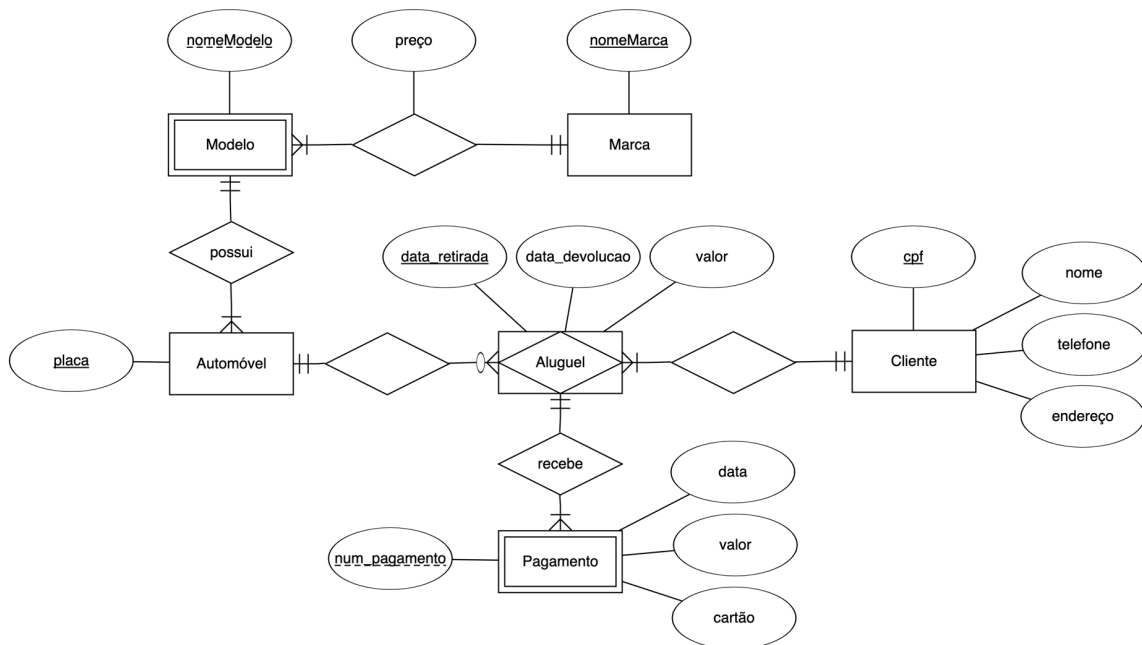 nomeModelo
preço
nomeMarca
Modelo
Marca
possui
data_retirada
data_devolucao
valor
cpf
nome
placa
Automóvel
Aluguel
Cliente
telefone
endereço
recebe
data
num_pagamento
Pagamento
valor
cartão